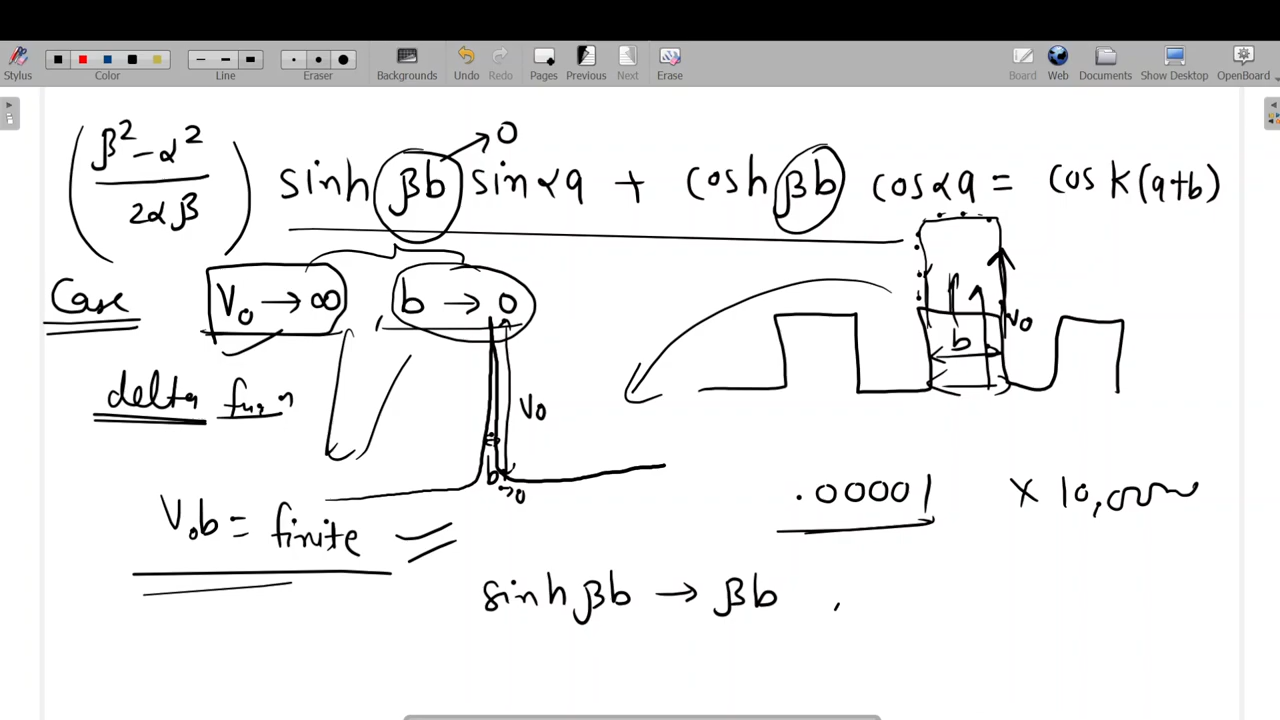 Stylus Color Line Eraser Backgrounds Undo Redo Pages Previous Next Erase Board Web Documents Show Desktop OpenBoard
(β² − α² / 2αβ) sinh βb sin αa + cosh βb cos αa = cos k(a+b)
→ 0
Case V₀ → ∞ b → 0
V₀
b
delta
V₀
b → 0
V₀b = finite
.00001 × 10,000
sinh βb → βb ,